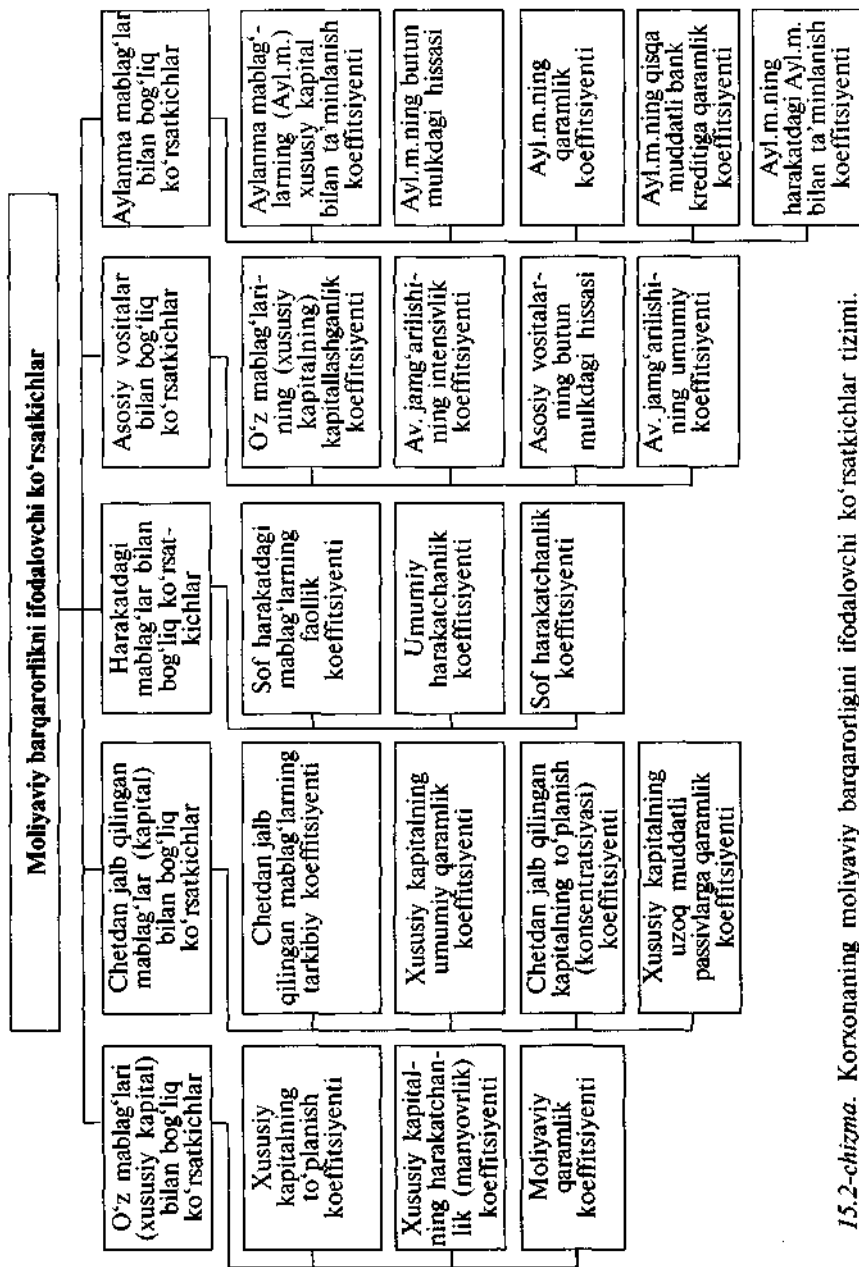 Moliyaviy barqarorlikni ifodalovchi ko‘rsatkichlar
O‘z mablag‘lari
(xususiy kapital)
bilan bog‘liq
ko‘rsatkichlar
Xususiy
kapitalning
to‘planish
koeffitsiyenti
Xususiy kapital-
ning harakatchan-
lik (manyovrlik)
koeffitsiyenti
Moliyaviy
qaramlik
koeffitsiyenti
Chetdan jalb qilingan
mablag‘lar (kapital)
bilan bog‘liq
ko‘rsatkichlar
Chetdan jalb
qilingan mablag‘larning
tarkibiy koeffitsiyenti
Xususiy kapitalning
umumiy qaramlik
koeffitsiyenti
Chetdan jalb qilingan
kapitalning to‘planish
(konsentratsiyasi)
koeffitsiyenti
Xususiy kapitalning
uzoq muddatli
passivlarga qaramlik
koeffitsiyenti
Harakatdagi
mablag‘lar bilan
bog‘liq ko‘rsat-
kichlar
Sof harakatdagi
mablag‘larning
faollik
koeffitsiyenti
Umumiy
harakatchanlik
koeffitsiyenti
Sof harakatchanlik
koeffitsiyenti
Asosiy vositalar
bilan bog‘liq
ko‘rsatkichlar
O‘z mablag‘lari-
ning (xususiy
kapitalning)
kapitallashganlik
koeffitsiyenti
Av. jamg‘arilishi-
ning intensivlik
koeffitsiyenti
Asosiy vositalar-
ning butun
mulkdagi hissasi
Av. jamg‘arilishi-
ning umumiy
koeffitsiyenti
Aylanma mablag‘lar
bilan bog‘liq
ko‘rsatkichlar
Aylanma mablag‘-
larning (Ayl.m.)
xususiy kapital
bilan ta’minlanish
koeffitsiyenti
Ayl.m.ning butun
mulkdagi hissasi
Ayl.m.ning
qaramlik
koeffitsiyenti
Ayl.m.ning qisqa
muddatli bank
kreditiga qaramlik
koeffitsiyenti
Ayl.m.ning
harakatdagi Ayl.m.
bilan ta’minlanish
koeffitsiyenti
15.2-chizma. Korxonaning moliyaviy barqarorligini ifodalovchi ko‘rsatkichlar tizimi.